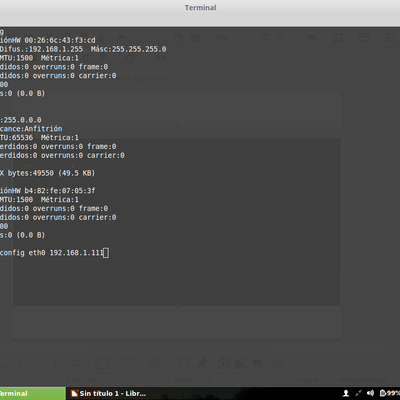 Terminal
g
iónHW 00:26:6c:43:f3:cd
Difus.:192.168.1.255 Másc:255.255.255.0
MTU:1500 Métrica:1
didos:0 overruns:0 frame:0
didos:0 overruns:0 carrier:0
00
s:0 (0.0 B)
:255.0.0.0
cance:Anfitrión
TU:65536 Métrica:1
erdidos:0 overruns:0 frame:0
erdidos:0 overruns:0 carrier:0
X bytes:49550 (49.5 KB)
iónHW b4:82:fe:07:05:3f
MTU:1500 Métrica:1
didos:0 overruns:0 frame:0
didos:0 overruns:0 carrier:0
00
s:0 (0.0 B)
config eth0 192.168.1.111
Terminal
Sin título 1 - Libr...
99%